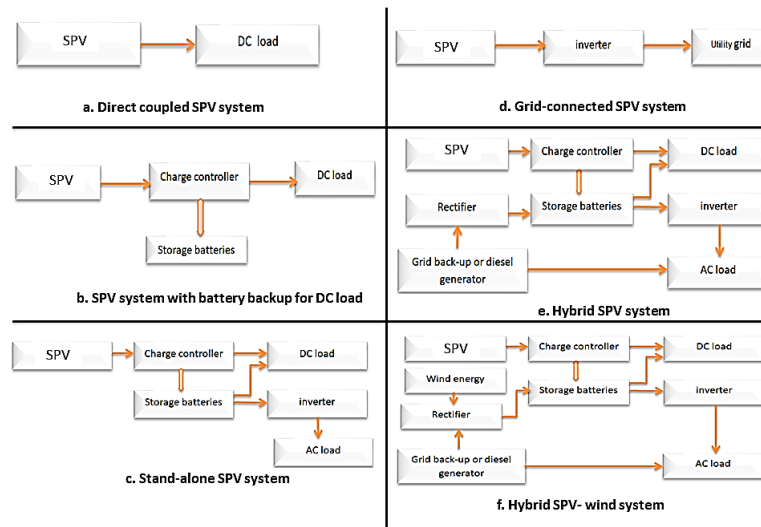 SPV
DC load
a. Direct coupled SPV system
SPV
inverter
Utility grid
d. Grid-connected SPV system
SPV
Charge controller
DC load
Storage batteries
b. SPV system with battery backup for DC load
SPV
Charge controller
DC load
Rectifier
Storage batteries
inverter
Grid back-up or diesel
generator
AC load
e. Hybrid SPV system
SPV
Charge controller
DC load
Storage batteries
inverter
AC load
c. Stand-alone SPV system
SPV
Charge controller
DC load
Wind energy
Storage batteries
inverter
Rectifier
Grid back-up or diesel
generator
AC load
f. Hybrid SPV- wind system